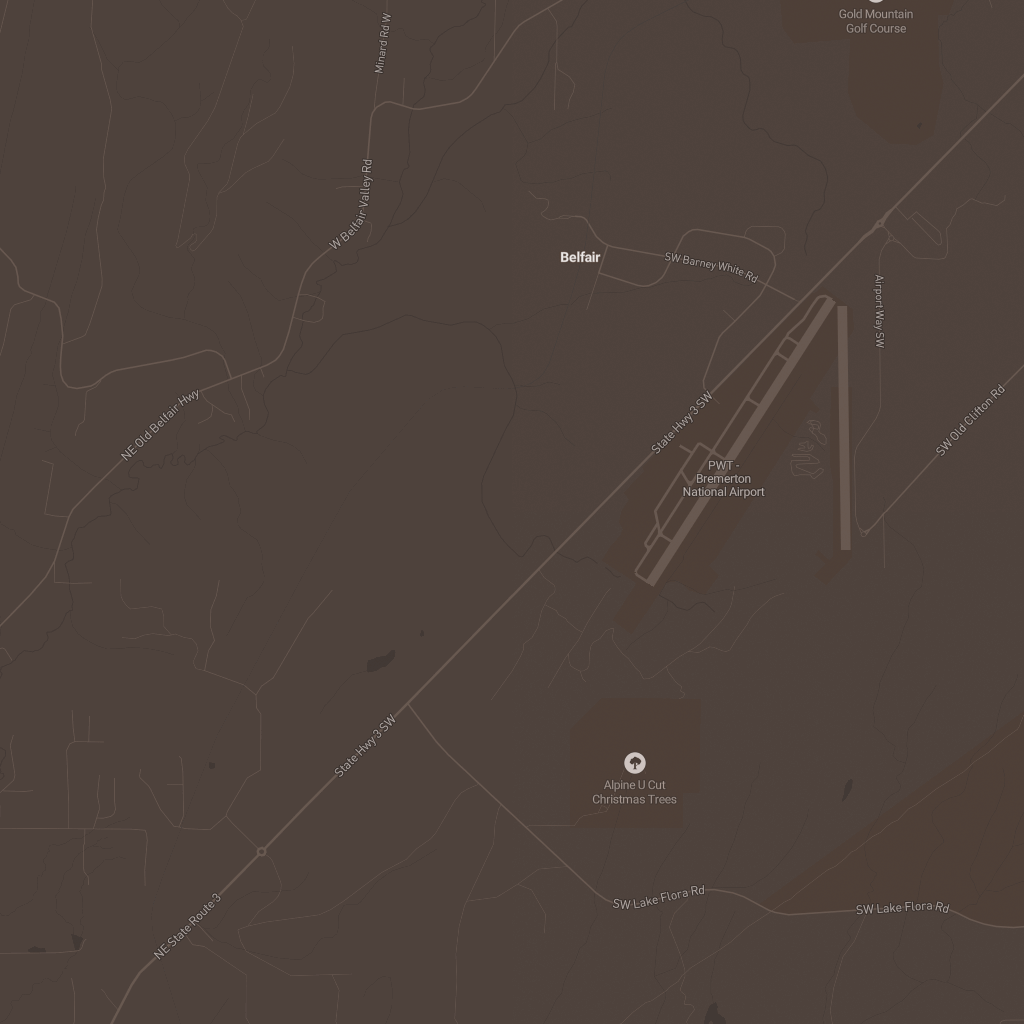 Gold Mountain
Golf Course
Minard Rd W
W Belfair Valley Rd
Belfair
SW Barney White Rd
Airport Way SW
NE Old Belfair Hwy
State Hwy 3 SW
SW Old Clifton Rd
PWT -
Bremerton
National Airport
State Hwy 3 SW
Alpine U Cut
Christmas Trees
SW Lake Flora Rd
SW Lake Flora Rd
NE State Route 3